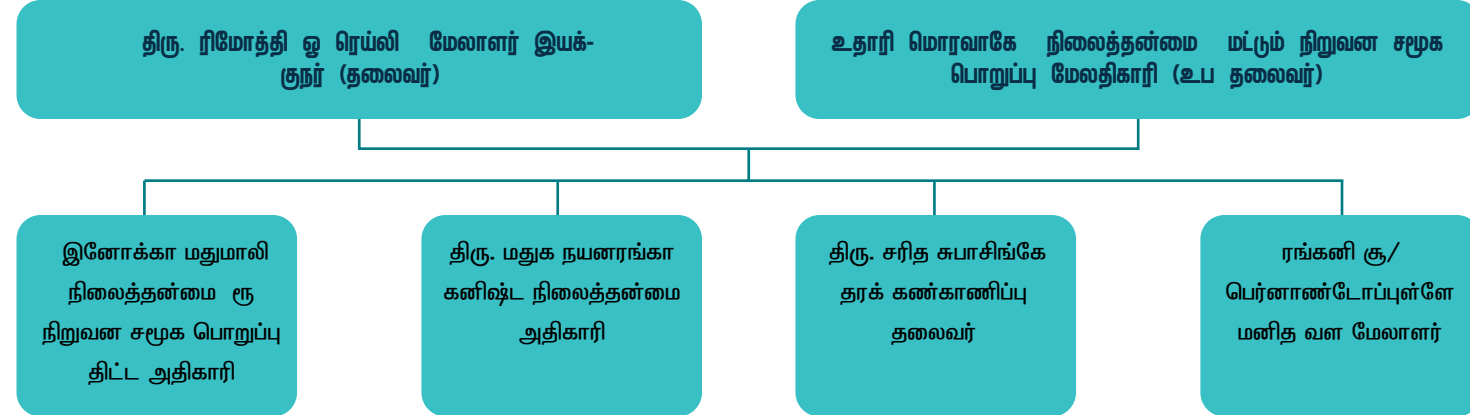 திரு. ரிமோத்தி ஓ ரெய்லி மேலாளர் இயக்-
குநர் (தலைவர்)
உதாரி மொரவாகே நிலைத்தன்மை மட்டும் நிறுவன சமூக
பொறுப்பு மேலதிகாரி (உப தலைவர்)
இனோக்கா மதுமாலி
நிலைத்தன்மை ரூ
நிறுவன சமூக பொறுப்பு
திட்ட அதிகாரி
திரு. மதுக நயனரங்கா
கனிஷ்ட நிலைத்தன்மை
அதிகாரி
திரு. சரித சுபாசிங்கே
தரக் கண்காணிப்பு
தலைவர்
ரங்கனி சூ/
பெர்னாண்டோப்புள்ளே
மனித வள மேலாளர்